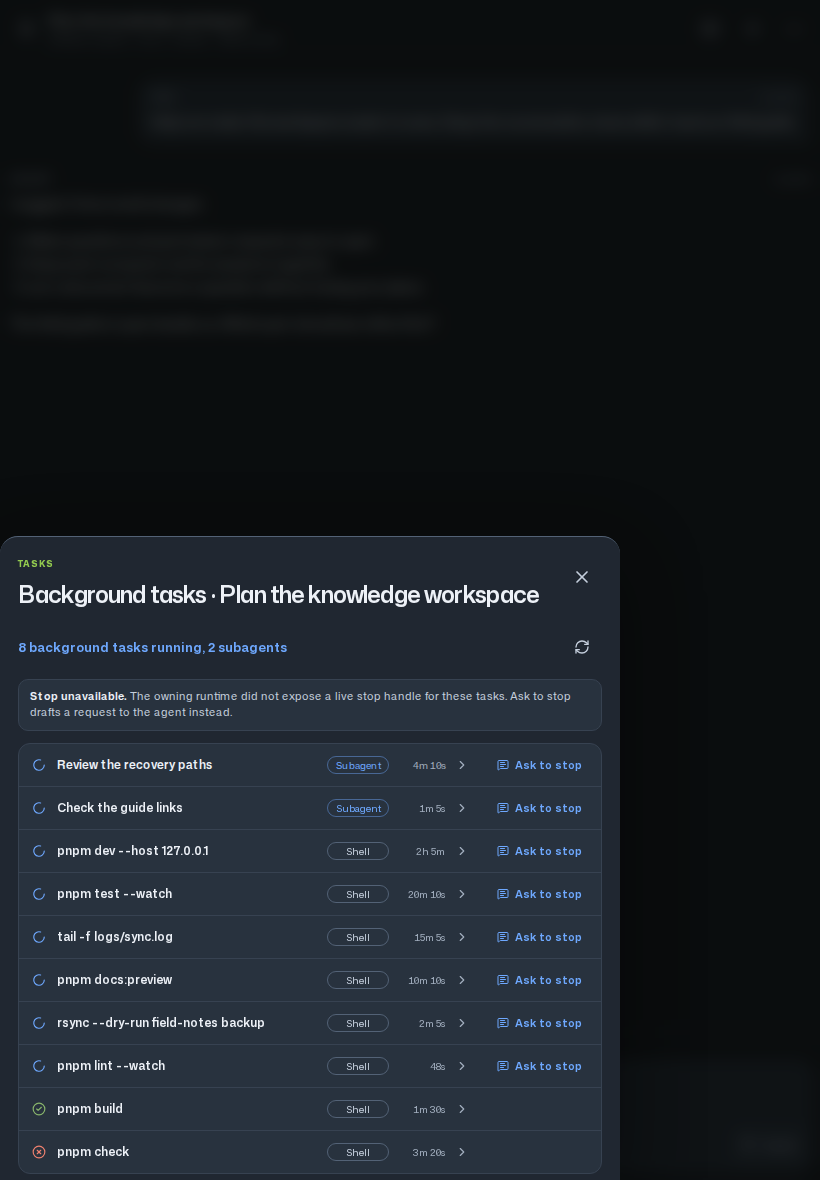 TASKS
Background tasks · Plan the knowledge workspace
8 background tasks running, 2 subagents
Stop unavailable. The owning runtime did not expose a live stop handle for these tasks. Ask to stop
drafts a request to the agent instead.
Review the recovery paths Subagent 4m 10s Ask to stop
Check the guide links Subagent 1m 5s Ask to stop
pnpm dev --host 127.0.0.1 Shell 2h 5m Ask to stop
pnpm test --watch Shell 20m 10s Ask to stop
tail -f logs/sync.log Shell 15m 5s Ask to stop
pnpm docs:preview Shell 10m 10s Ask to stop
rsync --dry-run field-notes backup Shell 2m 5s Ask to stop
pnpm lint --watch Shell 48s Ask to stop
pnpm build Shell 1m 30s
pnpm check Shell 3m 20s